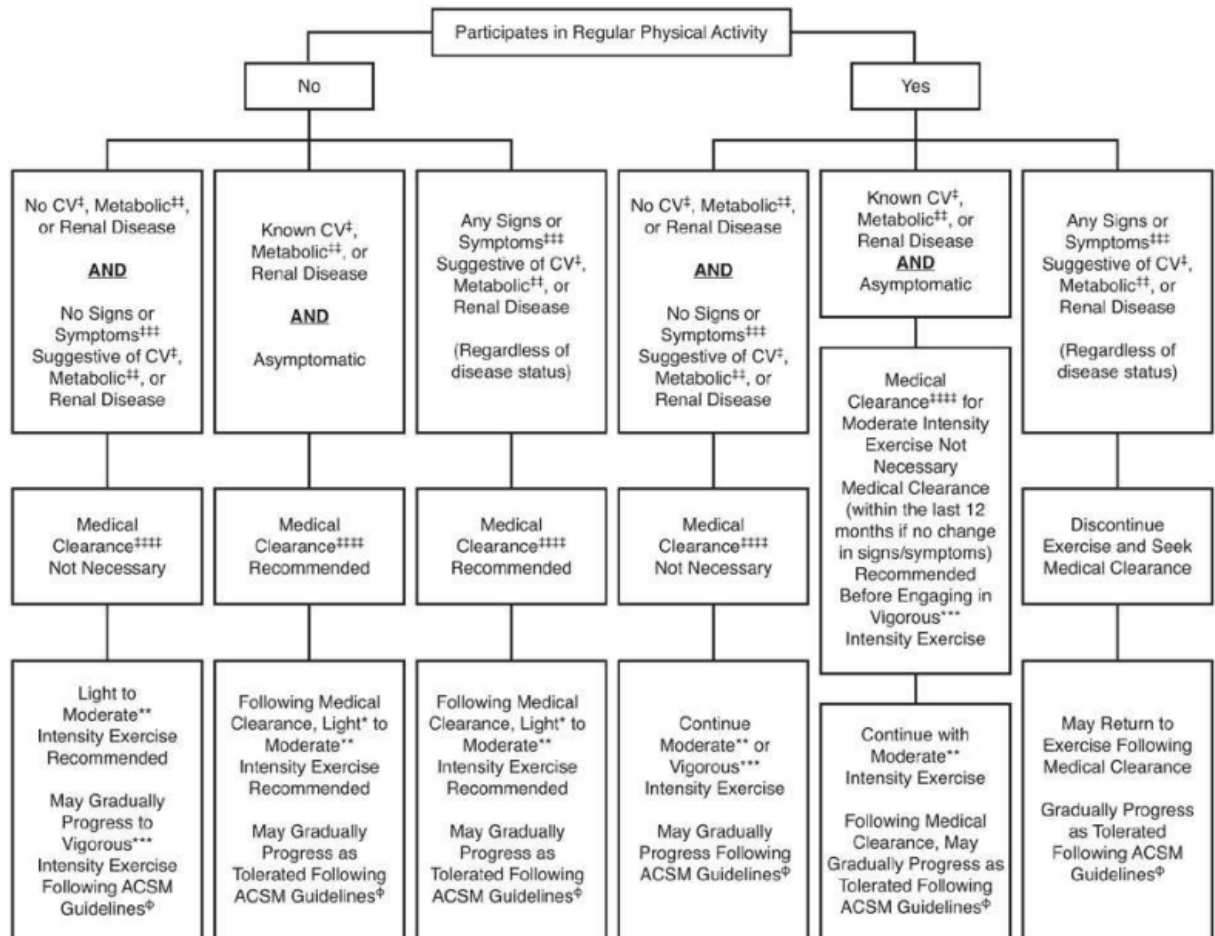 Participates in Regular Physical Activity
No
Yes
No CV‡, Metabolic‡‡,
or Renal Disease
AND
No Signs or
Symptoms‡‡‡
Suggestive of CV‡,
Metabolic‡‡, or
Renal Disease
Known CV‡,
Metabolic‡‡, or
Renal Disease
AND
Asymptomatic
Any Signs or
Symptoms‡‡‡
Suggestive of CV‡,
Metabolic‡‡, or
Renal Disease
(Regardless of
disease status)
No CV‡, Metabolic‡‡,
or Renal Disease
AND
No Signs or
Symptoms‡‡‡
Suggestive of CV‡,
Metabolic‡‡, or
Renal Disease
Known CV‡,
Metabolic‡‡, or
Renal Disease
AND
Asymptomatic
Any Signs or
Symptoms‡‡‡
Suggestive of CV‡,
Metabolic‡‡, or
Renal Disease
(Regardless of
disease status)
Medical
Clearance‡‡‡‡
Not Necessary
Medical
Clearance‡‡‡‡
Recommended
Medical
Clearance‡‡‡‡
Recommended
Medical
Clearance‡‡‡‡
Not Necessary
Medical
Clearance‡‡‡‡ for
Moderate Intensity
Exercise Not
Necessary
Medical Clearance
(within the last 12
months if no change
in signs/symptoms)
Recommended
Before Engaging in
Vigorous***
Intensity Exercise
Discontinue
Exercise and Seek
Medical Clearance
Light to
Moderate**
Intensity Exercise
Recommended
May Gradually
Progress to
Vigorous***
Intensity Exercise
Following ACSM
Guidelinesᶲ
Following Medical
Clearance, Light* to
Moderate**
Intensity Exercise
Recommended
May Gradually
Progress as
Tolerated Following
ACSM Guidelinesᶲ
Following Medical
Clearance, Light* to
Moderate**
Intensity Exercise
Recommended
May Gradually
Progress as
Tolerated Following
ACSM Guidelinesᶲ
Continue
Moderate** or
Vigorous***
Intensity Exercise
May Gradually
Progress Following
ACSM Guidelinesᶲ
Continue with
Moderate**
Intensity Exercise
Following Medical
Clearance, May
Gradually Progress as
Tolerated Following
ACSM Guidelinesᶲ
May Return to
Exercise Following
Medical Clearance
Gradually Progress
as Tolerated
Following ACSM
Guidelinesᶲ